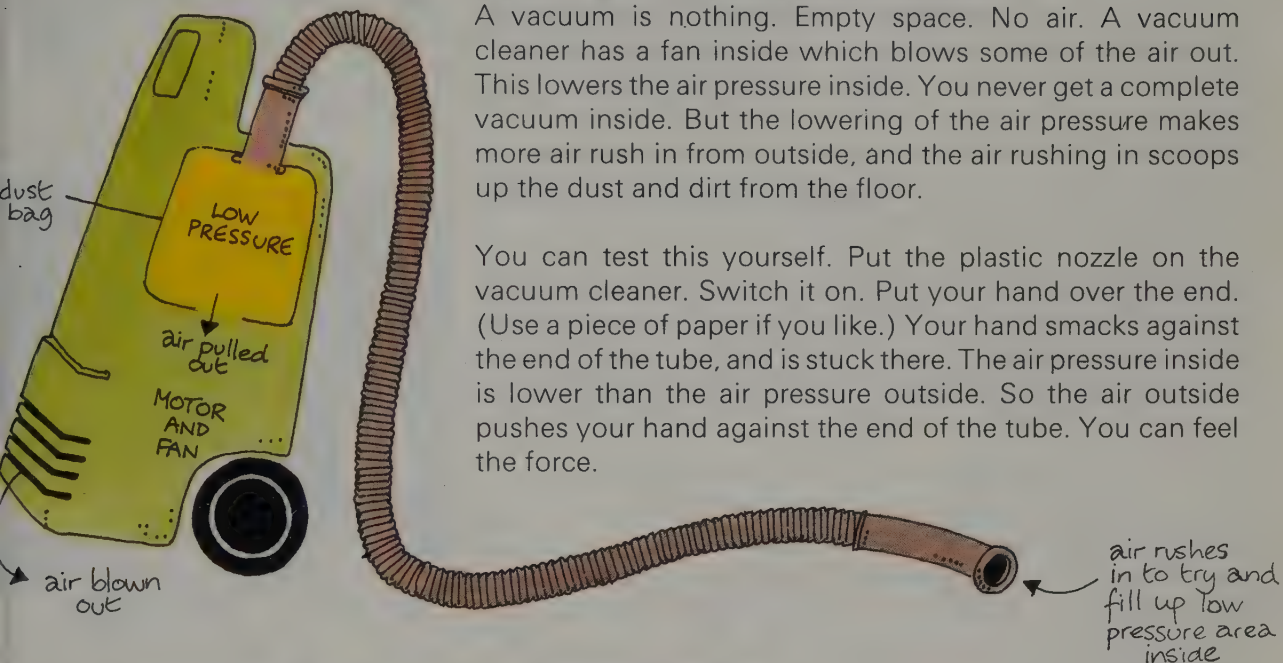 A vacuum is nothing. Empty space. No air. A vacuum
cleaner has a fan inside which blows some of the air out.
This lowers the air pressure inside. You never get a complete
vacuum inside. But the lowering of the air pressure makes
more air rush in from outside, and the air rushing in scoops
up the dust and dirt from the floor.
You can test this yourself. Put the plastic nozzle on the
vacuum cleaner. Switch it on. Put your hand over the end.
(Use a piece of paper if you like.) Your hand smacks against
the end of the tube, and is stuck there. The air pressure inside
is lower than the air pressure outside. So the air outside
pushes your hand against the end of the tube. You can feel
the force.
dust
bag
LOW
PRESSURE
air pulled
out
MOTOR
AND
FAN
air blown
out
air rushes
in to try and
fill up low
pressure area
inside